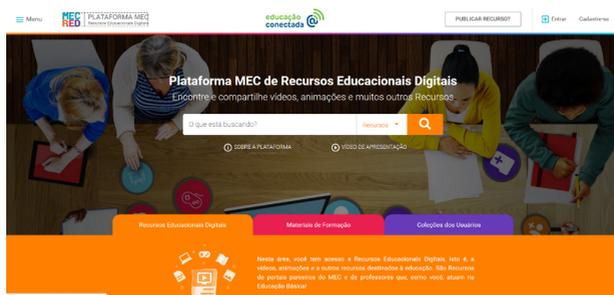 Menu
MEC RED
PLATAFORMA MEC
Recursos Educacionais Digitais
educação
conectada
PUBLICAR RECURSO?
Entrar
Cadastre-se
Plataforma MEC de Recursos Educacionais Digitais
Encontre e compartilhe vídeos, animações e muitos outros Recursos
O que está buscando?
Recursos
SOBRE A PLATAFORMA
VÍDEO DE APRESENTAÇÃO
Recursos Educacionais Digitais
Materiais de Formação
Coleções dos Usuários
Nesta área, você tem acesso a Recursos Educacionais Digitais, isto é, a
vídeos, animações e a outros recursos destinados à educação. São Recursos
de portais parceiros do MEC e de professores que, como você, atuam na
Educação Básica!